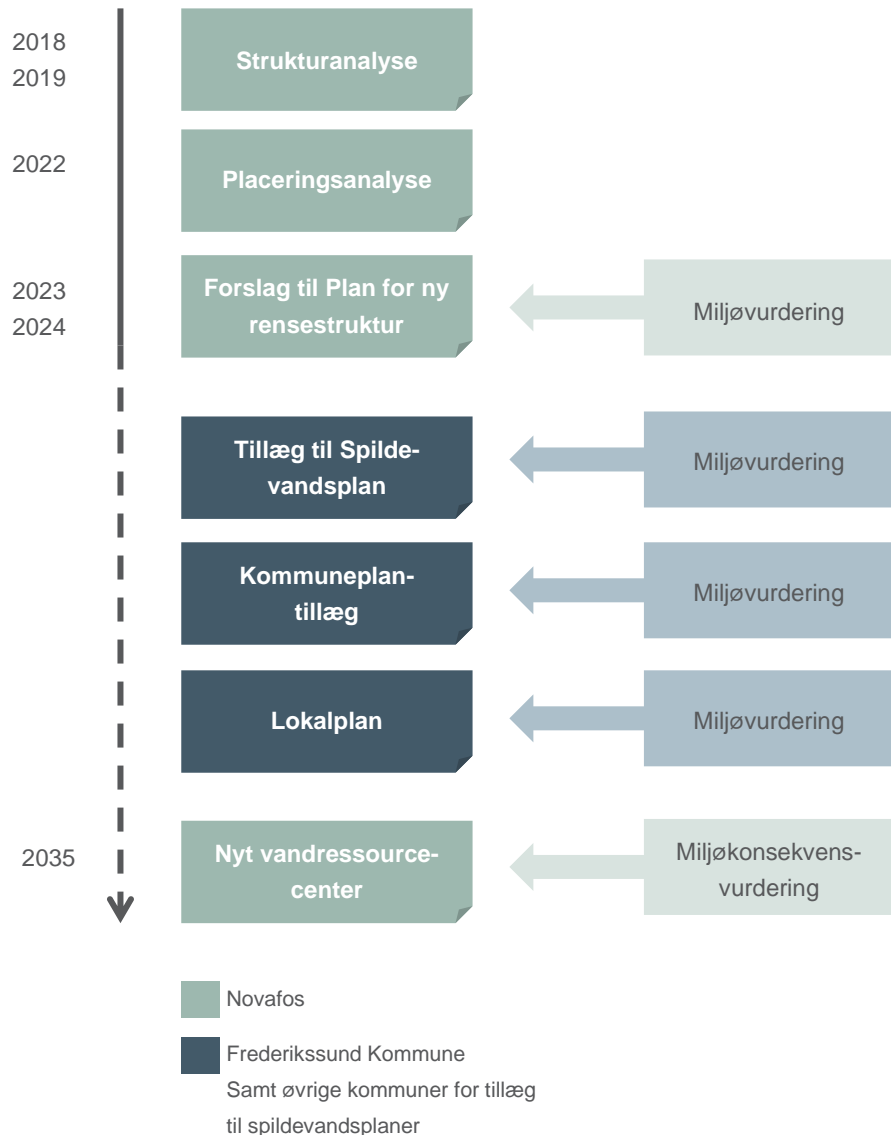 2018
2019
Strukturanalyse
2022
Placeringsanalyse
2023
2024
Forslag til Plan for ny
rensestruktur
Miljøvurdering
Tillæg til Spilde-
vandsplan
Miljøvurdering
Kommuneplan-
tillæg
Miljøvurdering
Lokalplan
Miljøvurdering
2035
Nyt vandressource-
center
Miljøkonsekvens-
vurdering
Novafos
Frederikssund Kommune
Samt øvrige kommuner for tillæg
til spildevandsplaner